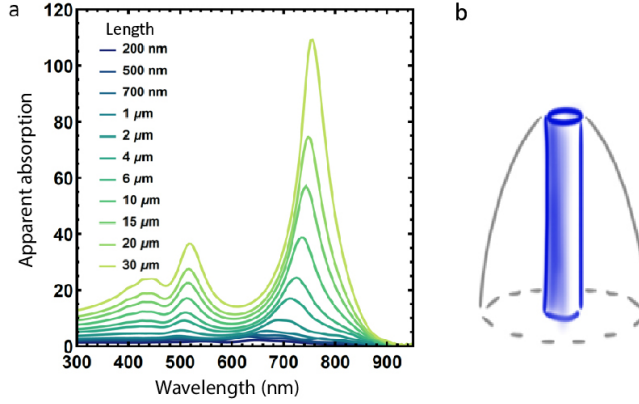 a
b
Length
200 nm
500 nm
700 nm
1 μm
2 μm
4 μm
6 μm
10 μm
15 μm
20 μm
30 μm
Apparent absorption
120
100
80
60
40
20
0
300 400 500 600 700 800 900
Wavelength (nm)